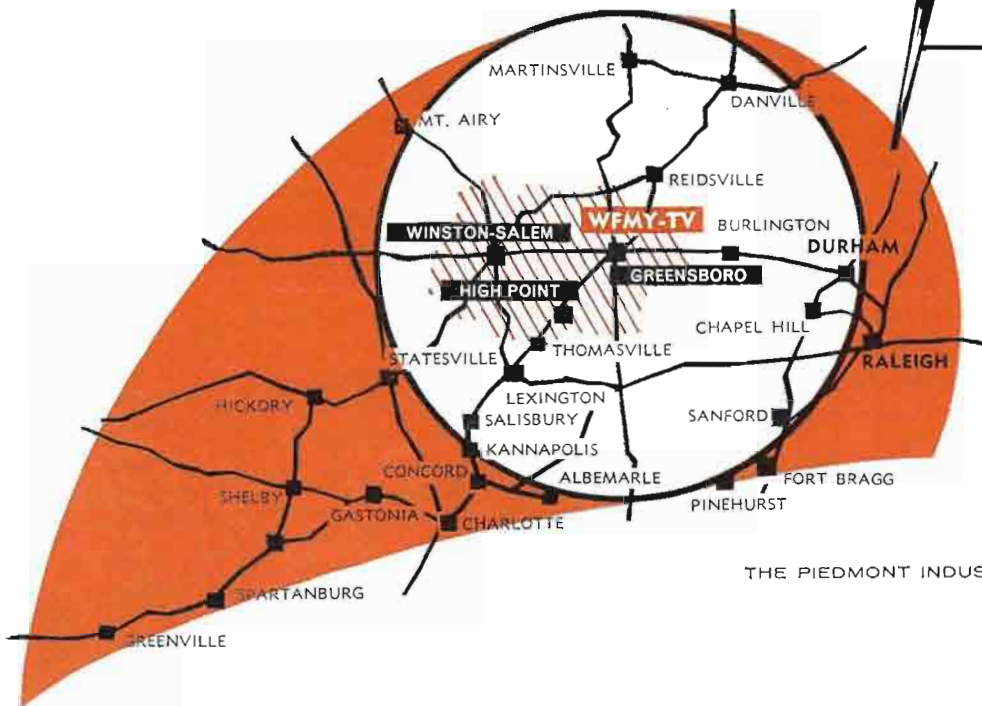 MARTINSVILLE
DANVILLE
MT. AIRY
REIDSVILLE
WFMY-TV
WINSTON-SALEM
BURLINGTON
DURHAM
GREENSBORO
HIGH POINT
CHAPEL HILL
STATESVILLE
THOMASVILLE
RALEIGH
LEXINGTON
HICKORY
SALISBURY
SANFORD
KANNAPOLIS
CONCORD
ALBEMARLE
FORT BRAGG
SHELBY
PINEHURST
GASTONIA
CHARLOTTE
THE PIEDMONT INDUS
SPARTANBURG
GREENVILLE